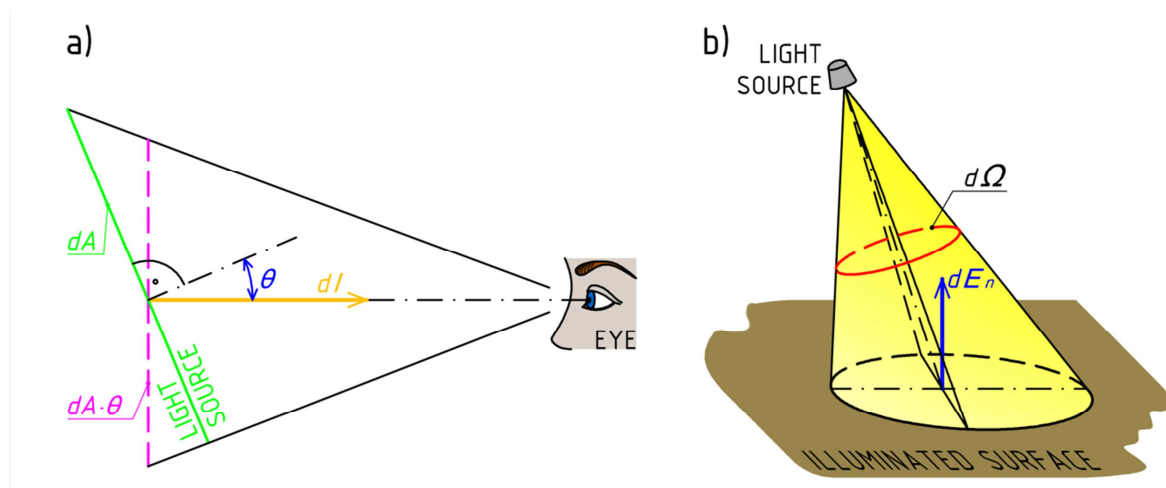 a)
dA
θ
dI
EYE
LIGHT
SOURCE
dA·θ
b)
LIGHT
SOURCE
dΩ
dEn
ILLUMINATED SURFACE